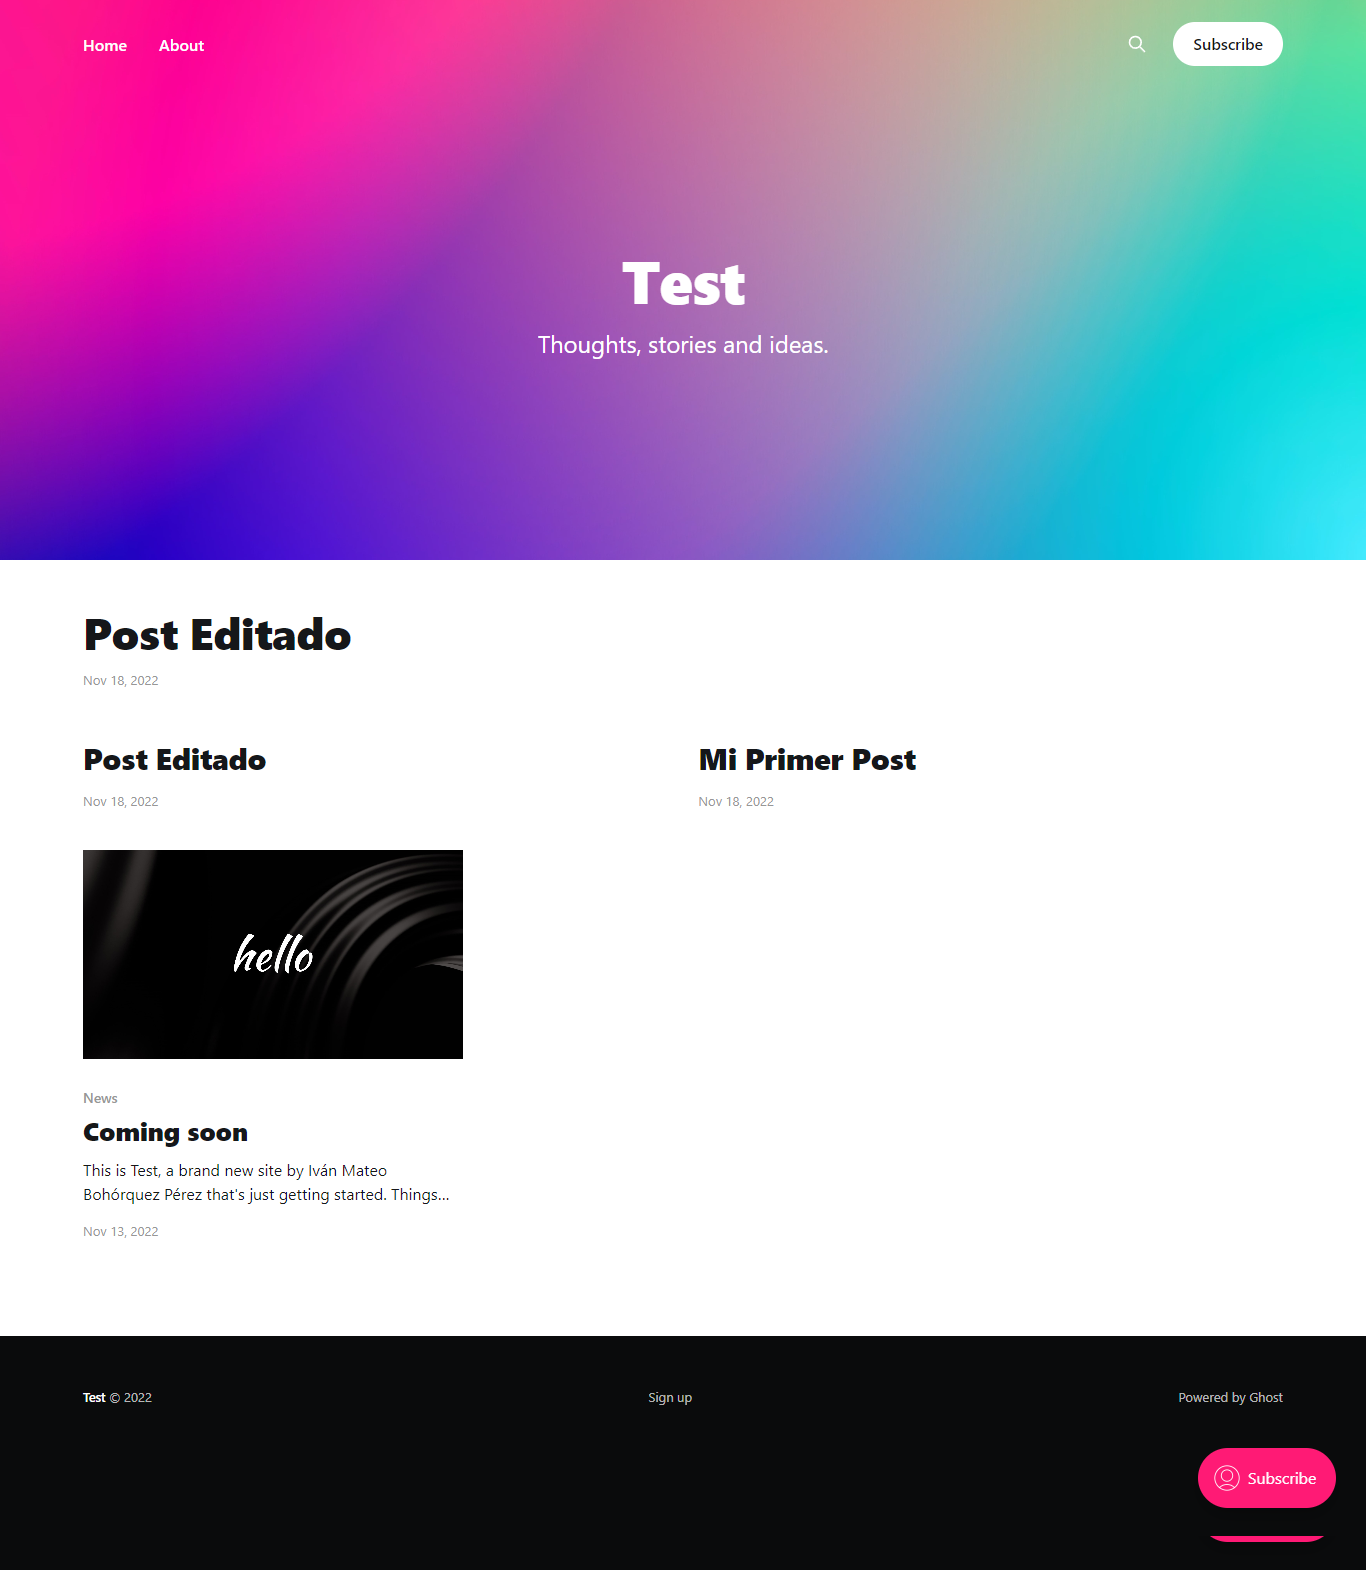 Home About Subscribe
Test
Thoughts, stories and ideas.
Post Editado
Nov 18, 2022
Post Editado
Nov 18, 2022
Mi Primer Post
Nov 18, 2022
hello
News
Coming soon
This is Test, a brand new site by Iván Mateo
Bohórquez Pérez that's just getting started. Things...
Nov 13, 2022
Test © 2022
Sign up
Powered by Ghost
Subscribe